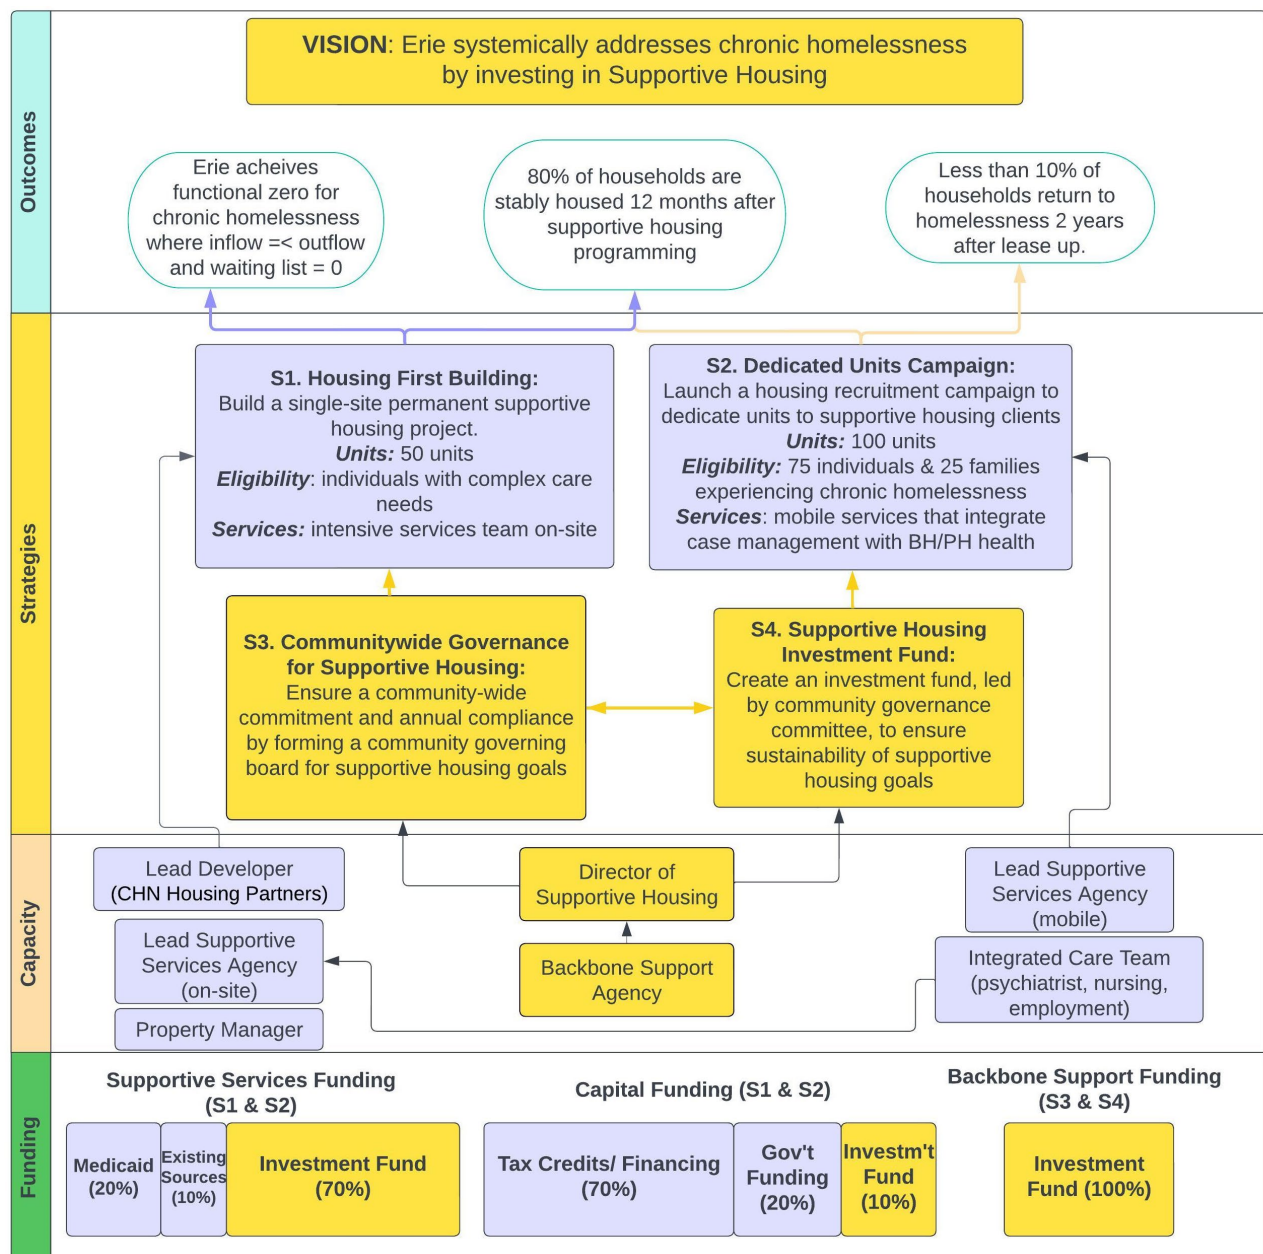 VISION: Erie systemically addresses chronic homelessness
by investing in Supportive Housing
Outcomes
Erie acheives
functional zero for
chronic homelessness
where inflow =< outflow
and waiting list = 0
80% of households are
stably housed 12 months after
supportive housing
programming
Less than 10% of
households return to
homelessness 2 years
after lease up.
Strategies
S1. Housing First Building:
Build a single-site permanent supportive
housing project.
Units: 50 units
Eligibility: individuals with complex care
needs
Services: intensive services team on-site
S2. Dedicated Units Campaign:
Launch a housing recruitment campaign to
dedicate units to supportive housing clients
Units: 100 units
Eligibility: 75 individuals & 25 families
experiencing chronic homelessness
Services: mobile services that integrate
case management with BH/PH health
S3. Communitywide Governance
for Supportive Housing:
Ensure a community-wide
commitment and annual compliance
by forming a community governing
board for supportive housing goals
S4. Supportive Housing
Investment Fund:
Create an investment fund, led
by community governance
committee, to ensure
sustainability of supportive
housing goals
Capacity
Lead Developer
(CHN Housing Partners)
Lead Supportive
Services Agency
(on-site)
Property Manager
Director of
Supportive Housing
Backbone Support
Agency
Lead Supportive
Services Agency
(mobile)
Integrated Care Team
(psychiatrist, nursing,
employment)
Funding
Supportive Services Funding
(S1 & S2)
Medicaid
(20%)
Existing
Sources
(10%)
Investment Fund
(70%)
Capital Funding (S1 & S2)
Tax Credits/ Financing
(70%)
Gov't
Funding
(20%)
Investm't
Fund
(10%)
Backbone Support Funding
(S3 & S4)
Investment
Fund (100%)